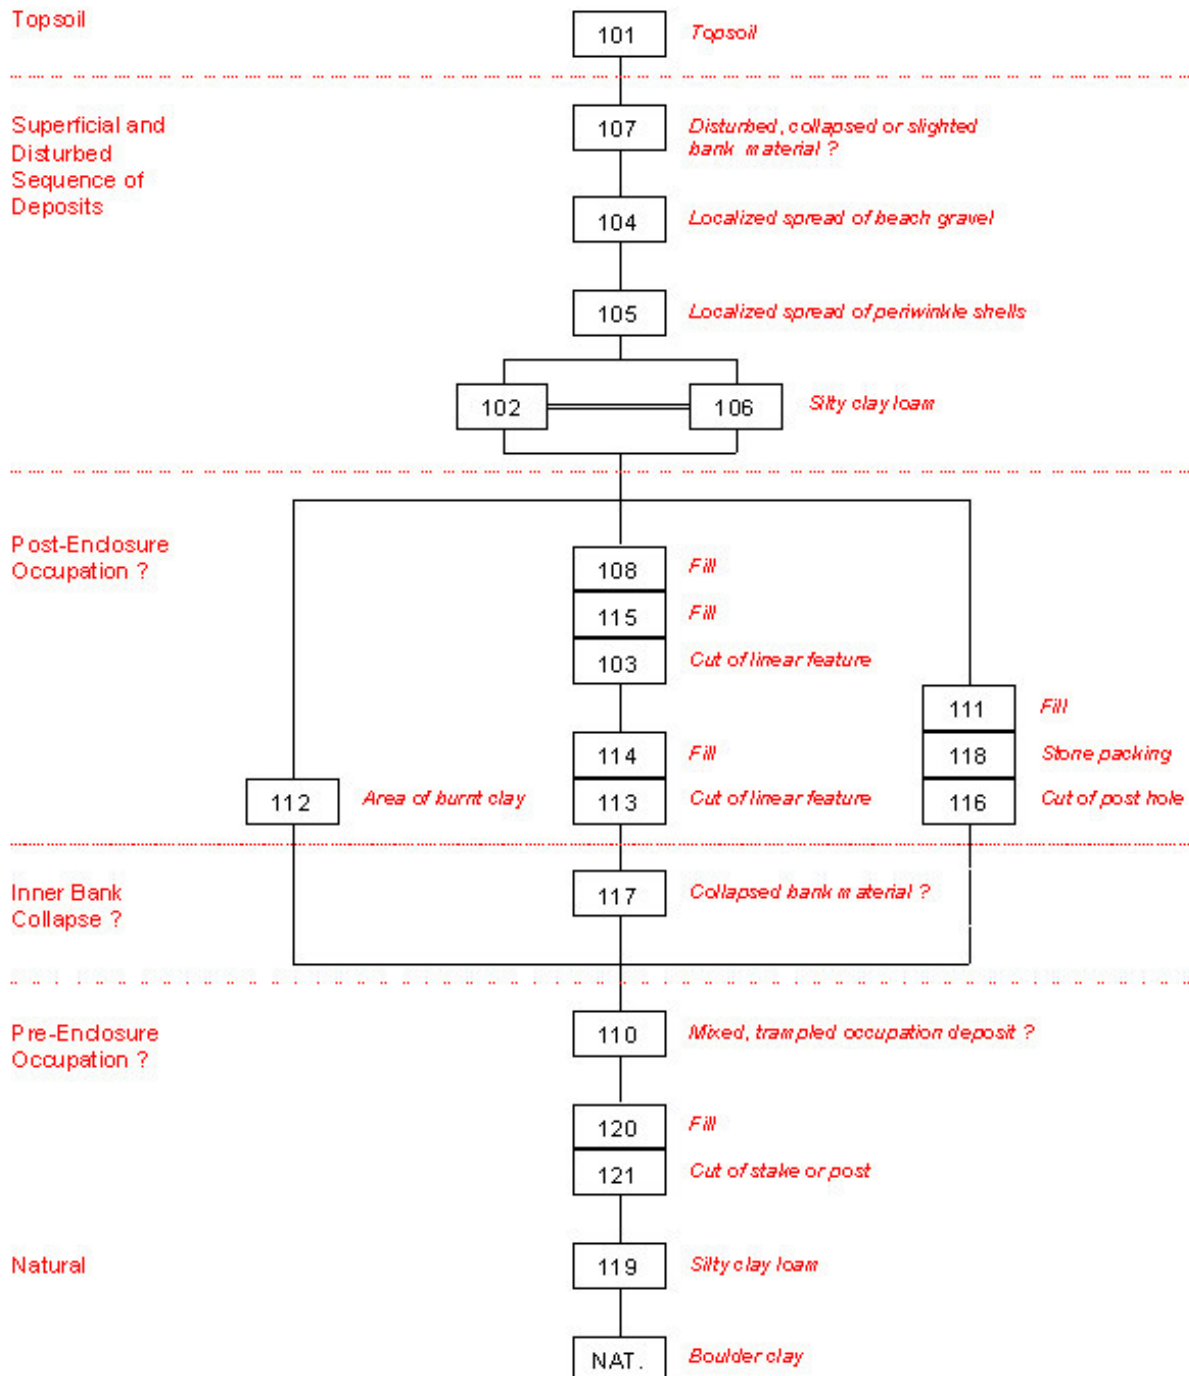 Topsoil
101
Topsoil
Superficial and
Disturbed
Sequence of
Deposits
107
Disturbed, collapsed or slighted
bank material ?
104
Localized spread of beach gravel
105
Localized spread of periwinkle shells
102
106
Silty clay loam
Post-Enclosure
Occupation ?
108
Fill
115
Fill
103
Cut of linear feature
111
Fill
114
Fill
118
Stone packing
112
Area of burnt clay
113
Cut of linear feature
116
Cut of post hole
Inner Bank
Collapse ?
117
Collapsed bank material ?
Pre-Enclosure
Occupation ?
110
Mixed, trampled occupation deposit ?
120
Fill
121
Cut of stake or post
Natural
119
Silty clay loam
NAT.
Boulder clay